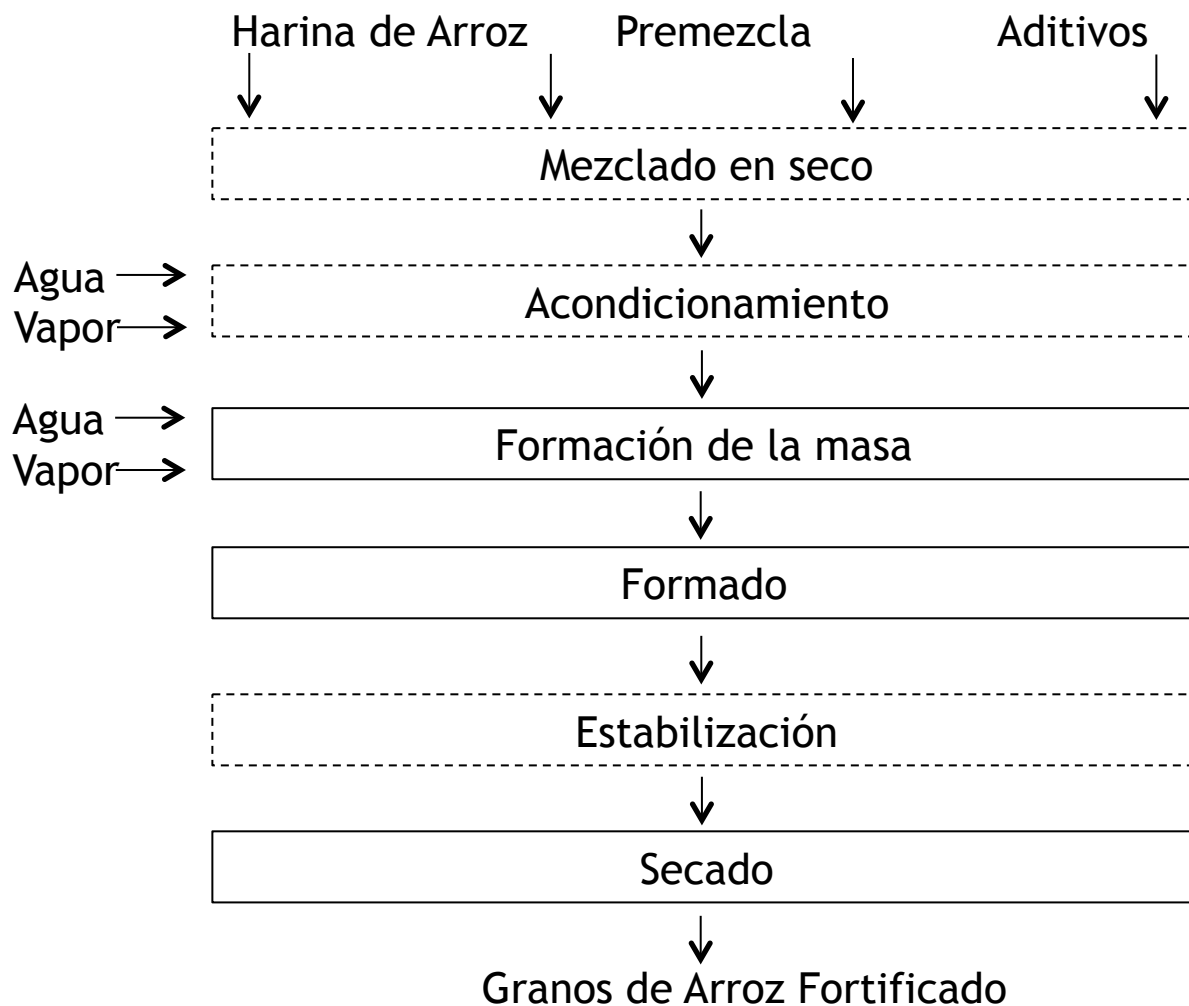 Harina de Arroz Premezcla Aditivos
Mezclado en seco
Agua
Vapor
Acondicionamiento
Agua
Vapor
Formación de la masa
Formado
Estabilización
Secado
Granos de Arroz Fortificado